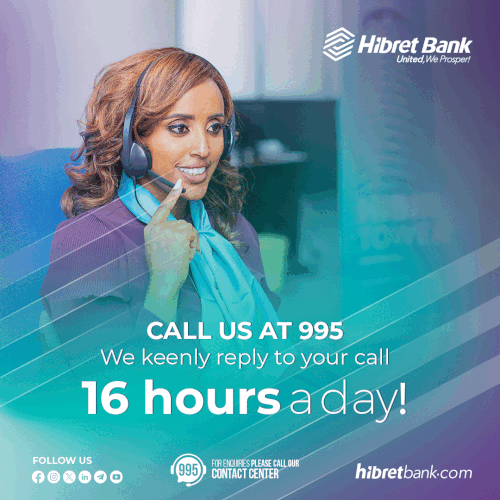 Hibret Bank
United, We Prosper!
CALL US AT 995
We keenly reply to your call
16 hours a day!
FOLLOW US
995
FOR ENQUIRIES PLEASE CALL OUR
CONTACT CENTER
hibretbank.com